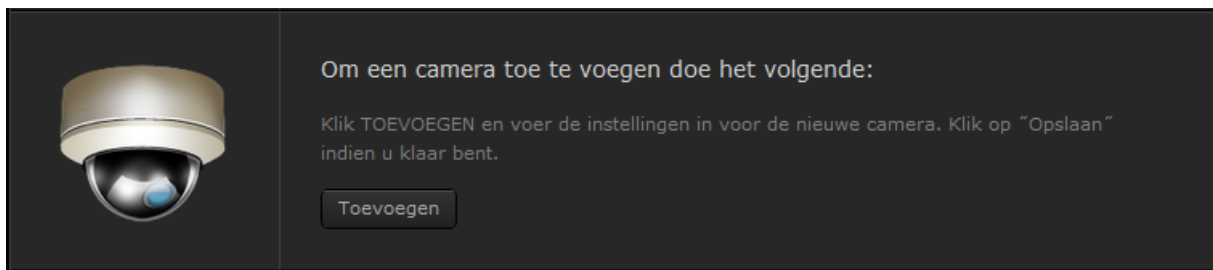 Om een camera toe te voegen doe het volgende:
Klik TOEVOEGEN en voer de instellingen in voor de nieuwe camera. Klik op ˝Opslaan˝
indien u klaar bent.
Toevoegen